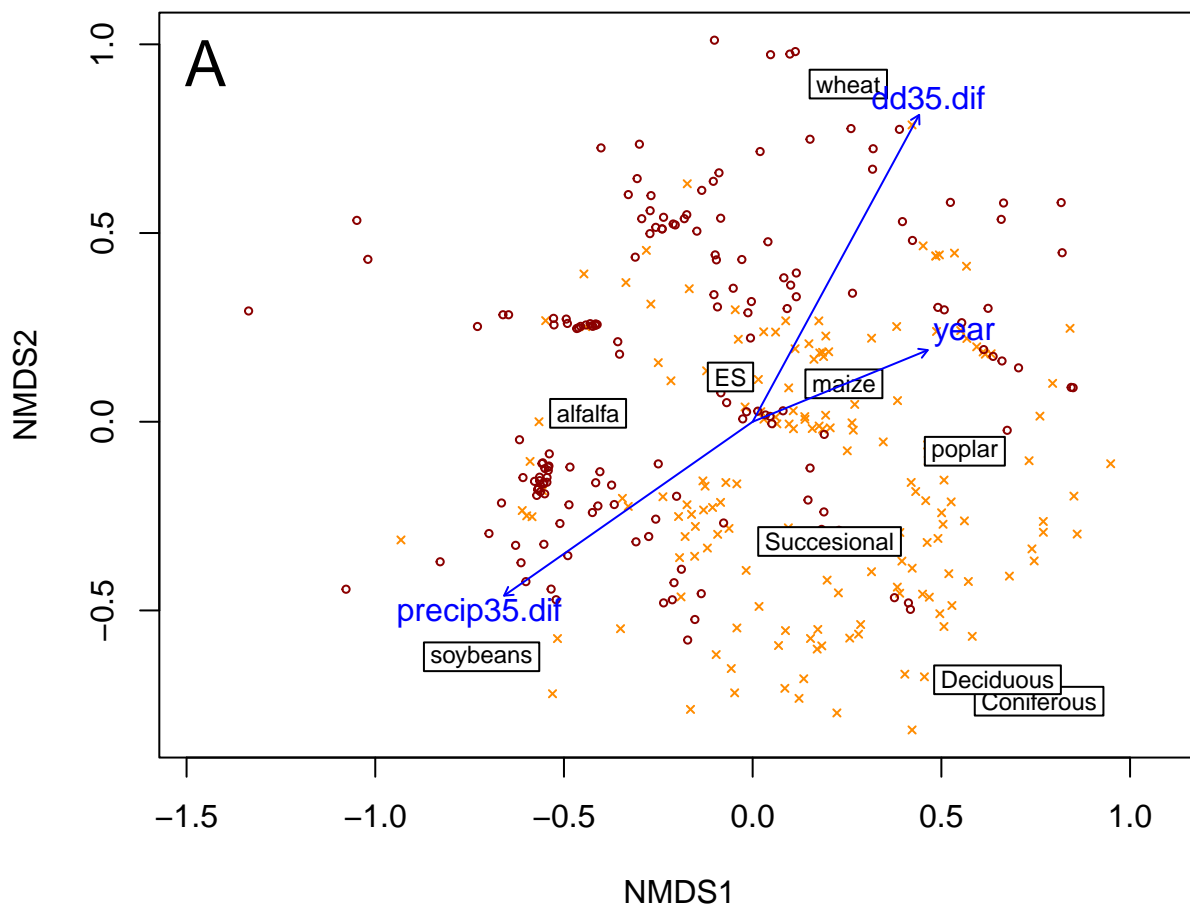 A
1.0
0.5
0.0
−0.5
NMDS2
wheat
dd35.dif
year
ES
maize
alfalfa
poplar
Succesional
precip35.dif
soybeans
Deciduous
Coniferous
−1.5 −1.0 −0.5 0.0 0.5 1.0
NMDS1